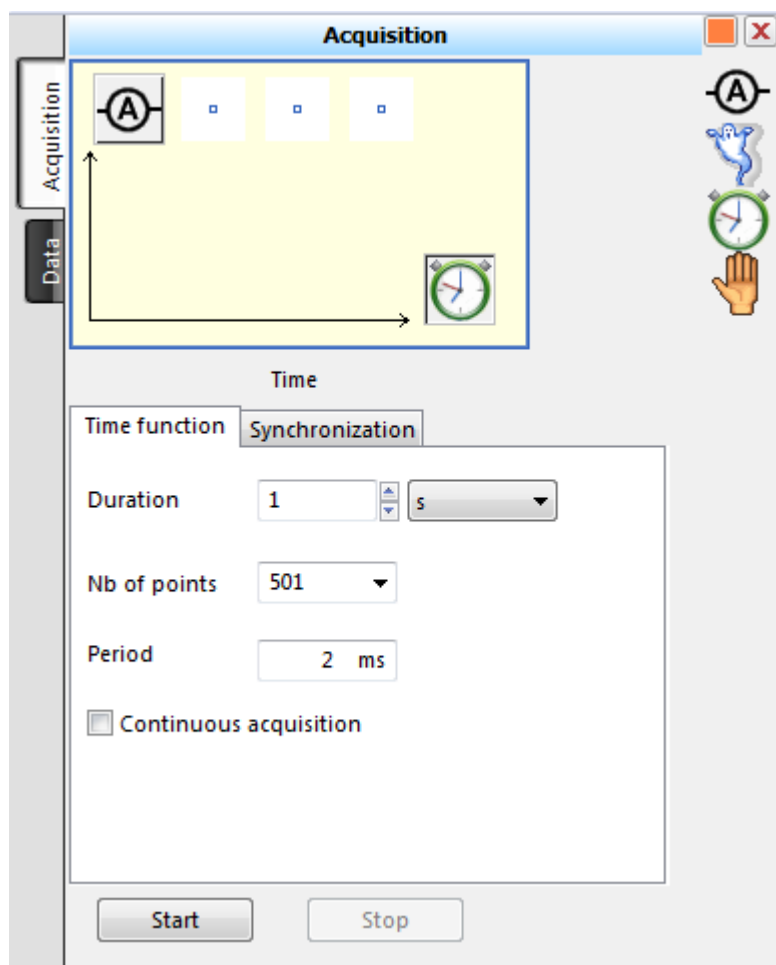 Acquisition
Acquisition
Data
A
A
Time
Time function
Synchronization
Duration
1
s
Nb of points
501
Period
2 ms
Continuous acquisition
Start
Stop